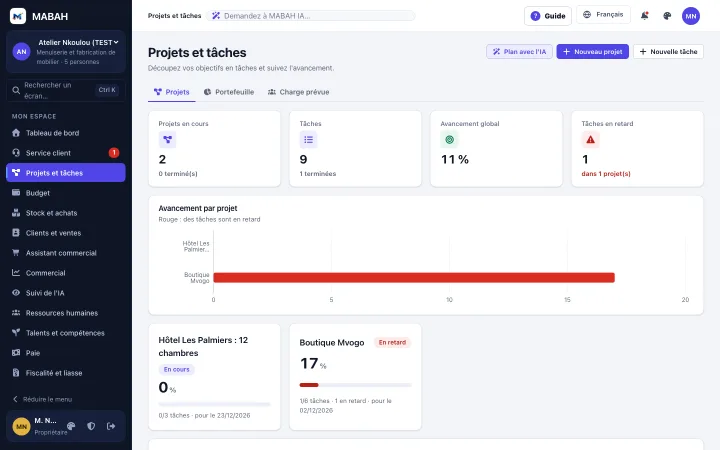 MABAH
AN
Atelier Nkoulou (TEST
Menuiserie et fabrication de
mobilier · 5 personnes
Rechercher un
écran...
Ctrl K
MON ESPACE
Tableau de bord
Service client
1
Projets et tâches
Budget
Stock et achats
Clients et ventes
Assistant commercial
Commercial
Suivi de l'IA
Ressources humaines
Talents et compétences
Paie
Fiscalité et liasse
Réduire le menu
MN
M. N...
Propriétaire
Projets et tâches
Demandez à MABAH IA...
? Guide
Français
MN
Projets et tâches
Découpez vos objectifs en tâches et suivez l'avancement.
Plan avec l'IA
Nouveau projet
Nouvelle tâche
Projets
Portefeuille
Charge prévue
Projets en cours
2
0 terminé(s)
Tâches
9
1 terminées
Avancement global
11 %
Tâches en retard
1
dans 1 projet(s)
Avancement par projet
Rouge : des tâches sont en retard
Hôtel Les
Palmier...
Boutique
Mvogo
0
5
10
15
20
Hôtel Les Palmiers : 12
chambres
En cours
0 %
0/3 tâches · pour le 23/12/2026
Boutique Mvogo
En retard
17 %
1/6 tâches · 1 en retard · pour le
02/12/2026